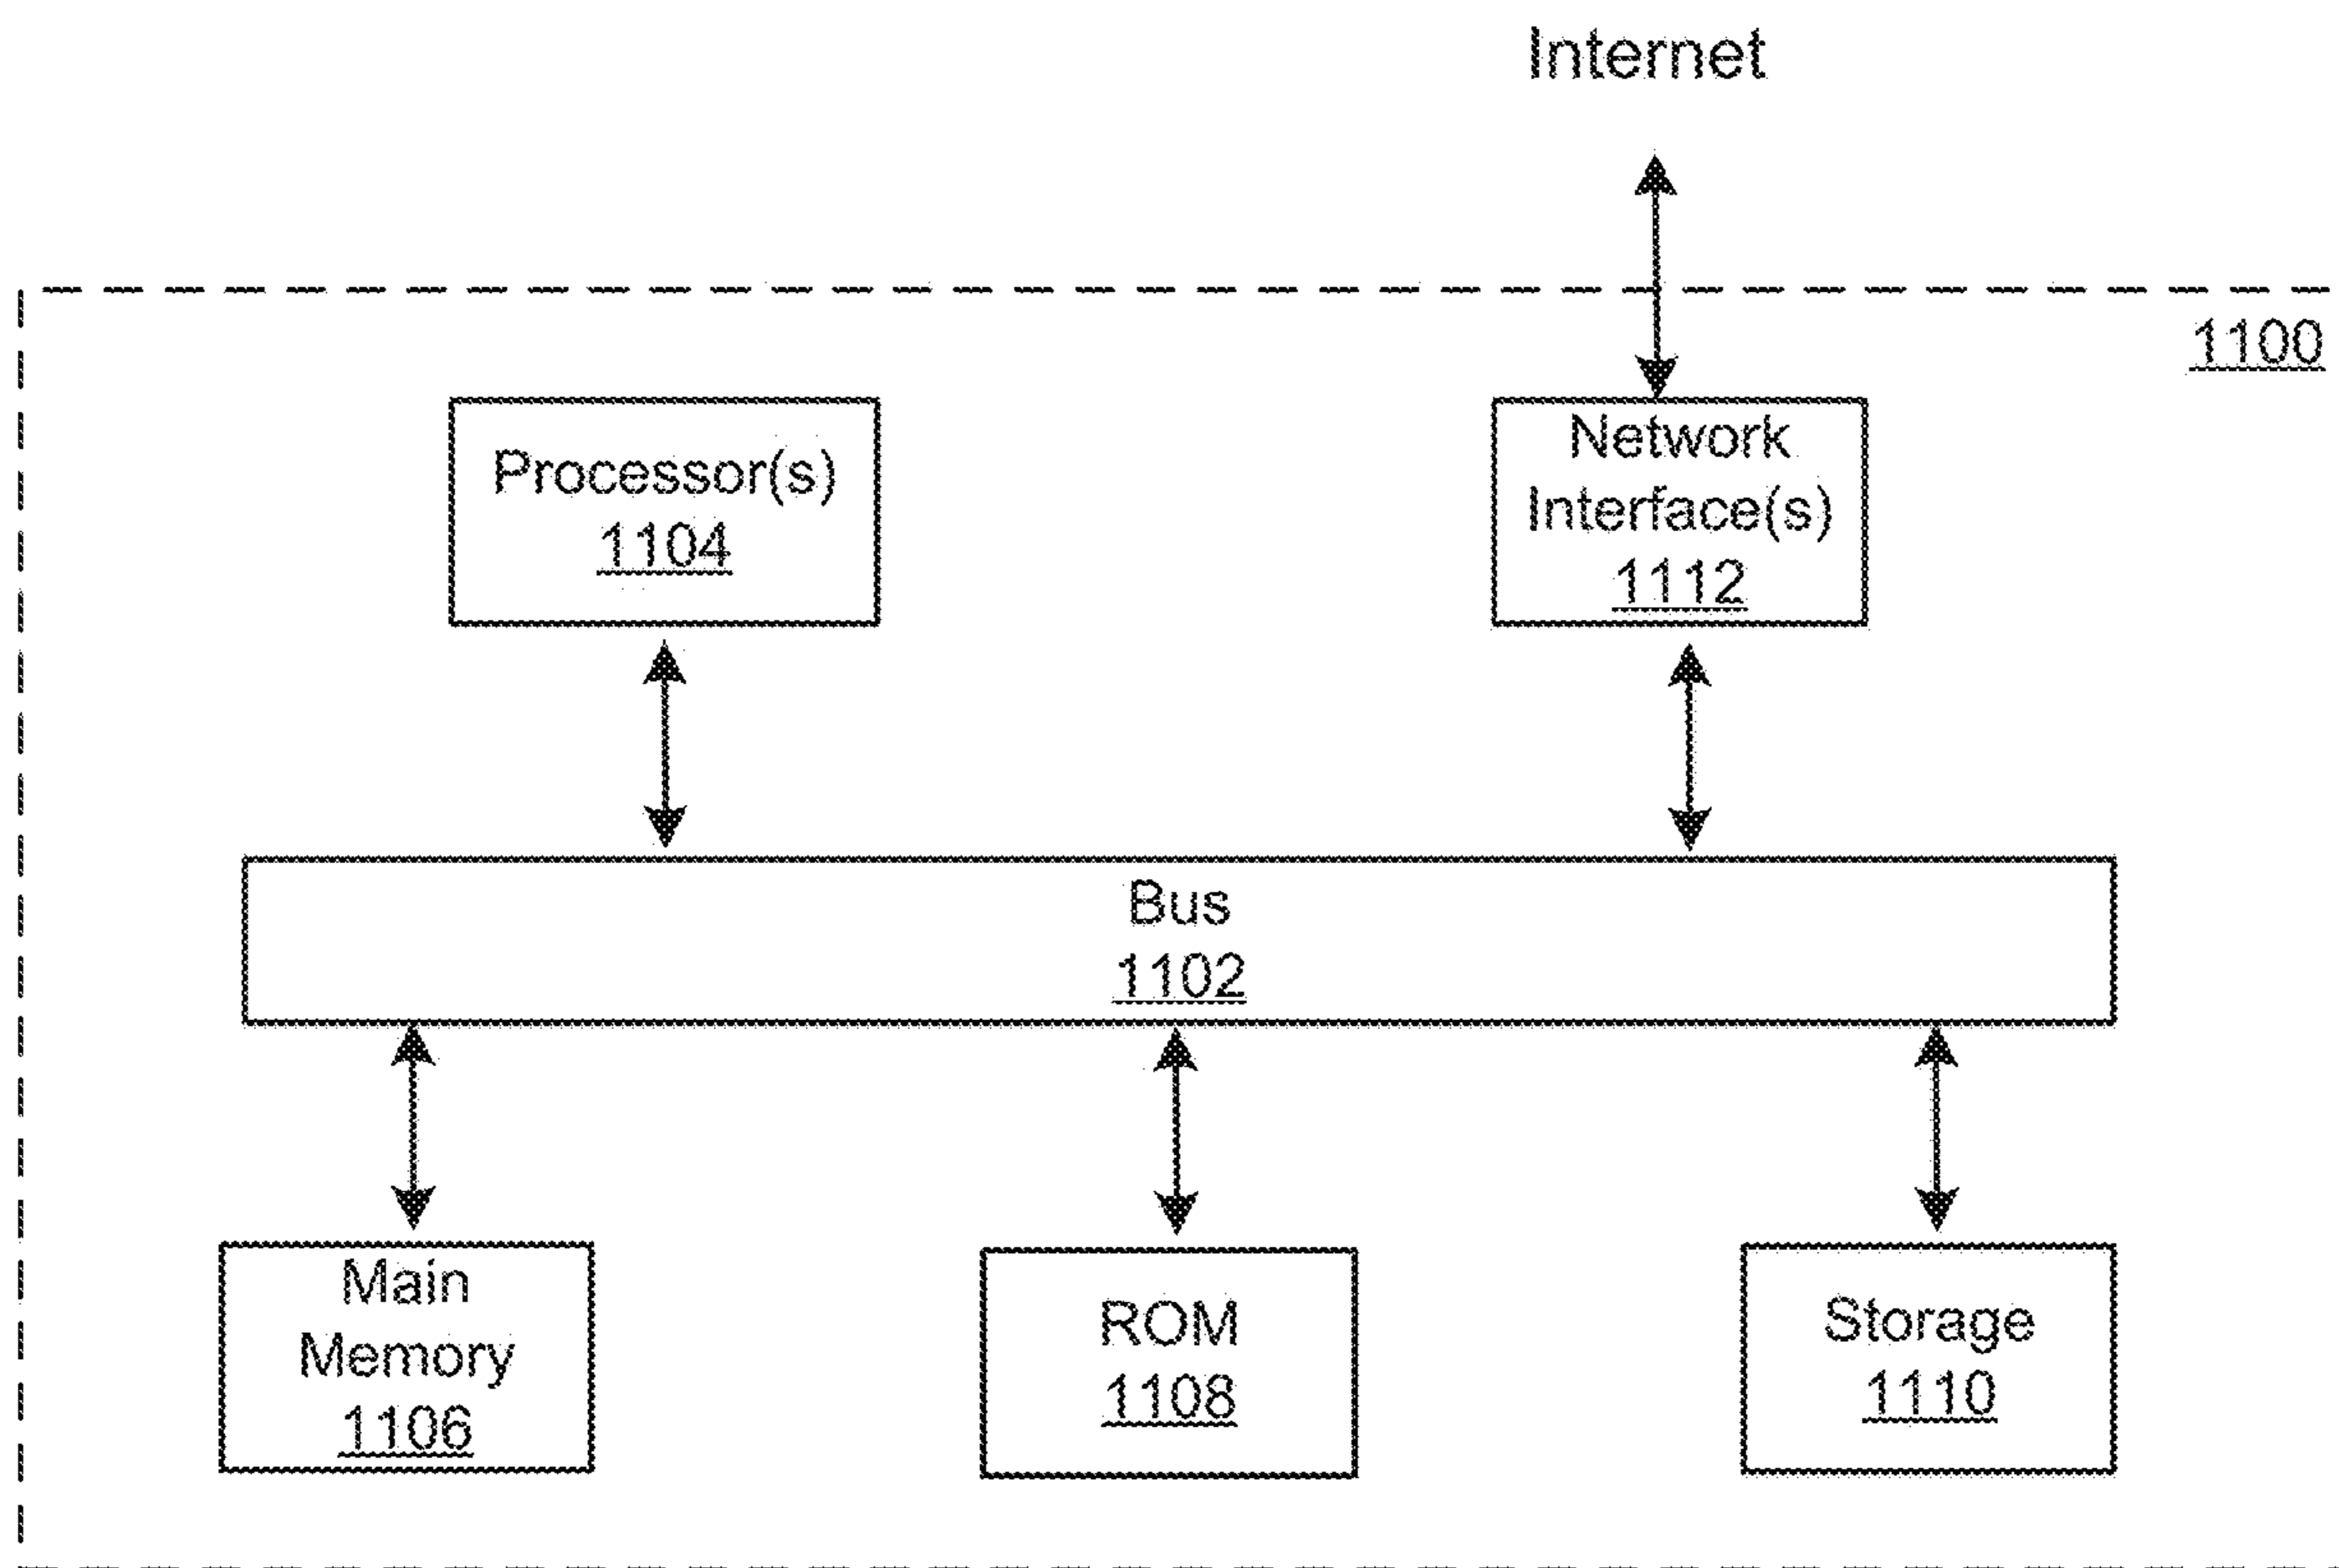 Internet
1100
Processor(s)
1104
Network
Interface(s)
1112
Bus
1102
Main
Memory
1106
ROM
1108
Storage
1110